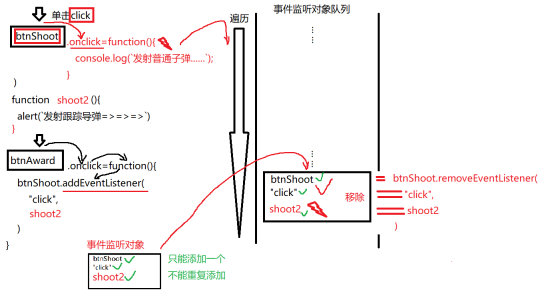 单击click
btnShoot
.onclick=function(){
console.log(`发射普通子弹……`);
}
)
function shoot2(){
alert(`发射跟踪导弹=>=>=>`)
}
btnAward
.onclick=function(){
btnShoot.addEventListener(
"click",
shoot2
)
}
事件监听对象
btnShoot
"click"
shoot2
只能添加一个
不能重复添加
遍历
事件监听对象队列
btnShoot
"click"
shoot2
移除
= btnShoot.removeEventListener(
"click",
shoot2
)